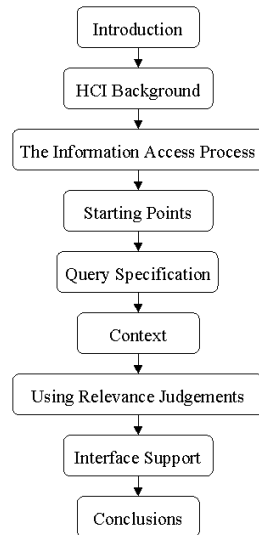 Introduction
HCI Background
The Information Access Process
Starting Points
Query Specification
Context
Using Relevance Judgements
Interface Support
Conclusions